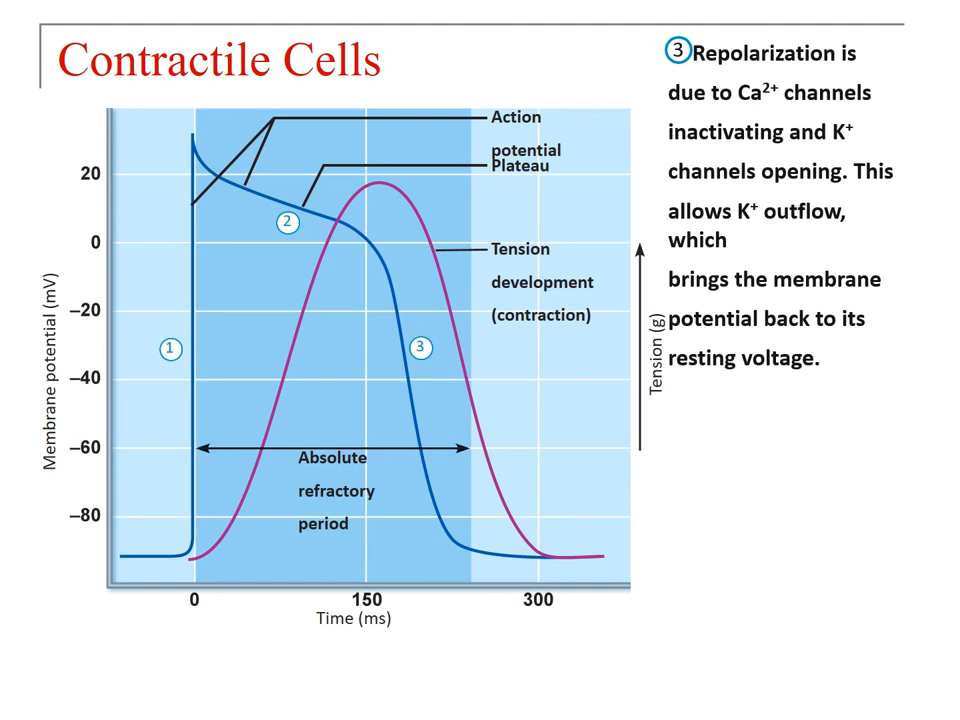 Contractile Cells
③ Repolarization is
due to Ca²⁺ channels
inactivating and K⁺
channels opening. This
allows K⁺ outflow,
which
brings the membrane
potential back to its
resting voltage.
Action
potential
Plateau
Tension
development
(contraction)
Absolute
refractory
period
1
2
3
20
0
–20
–40
–60
–80
Membrane potential (mV)
Tension (g)
0 150 300
Time (ms)